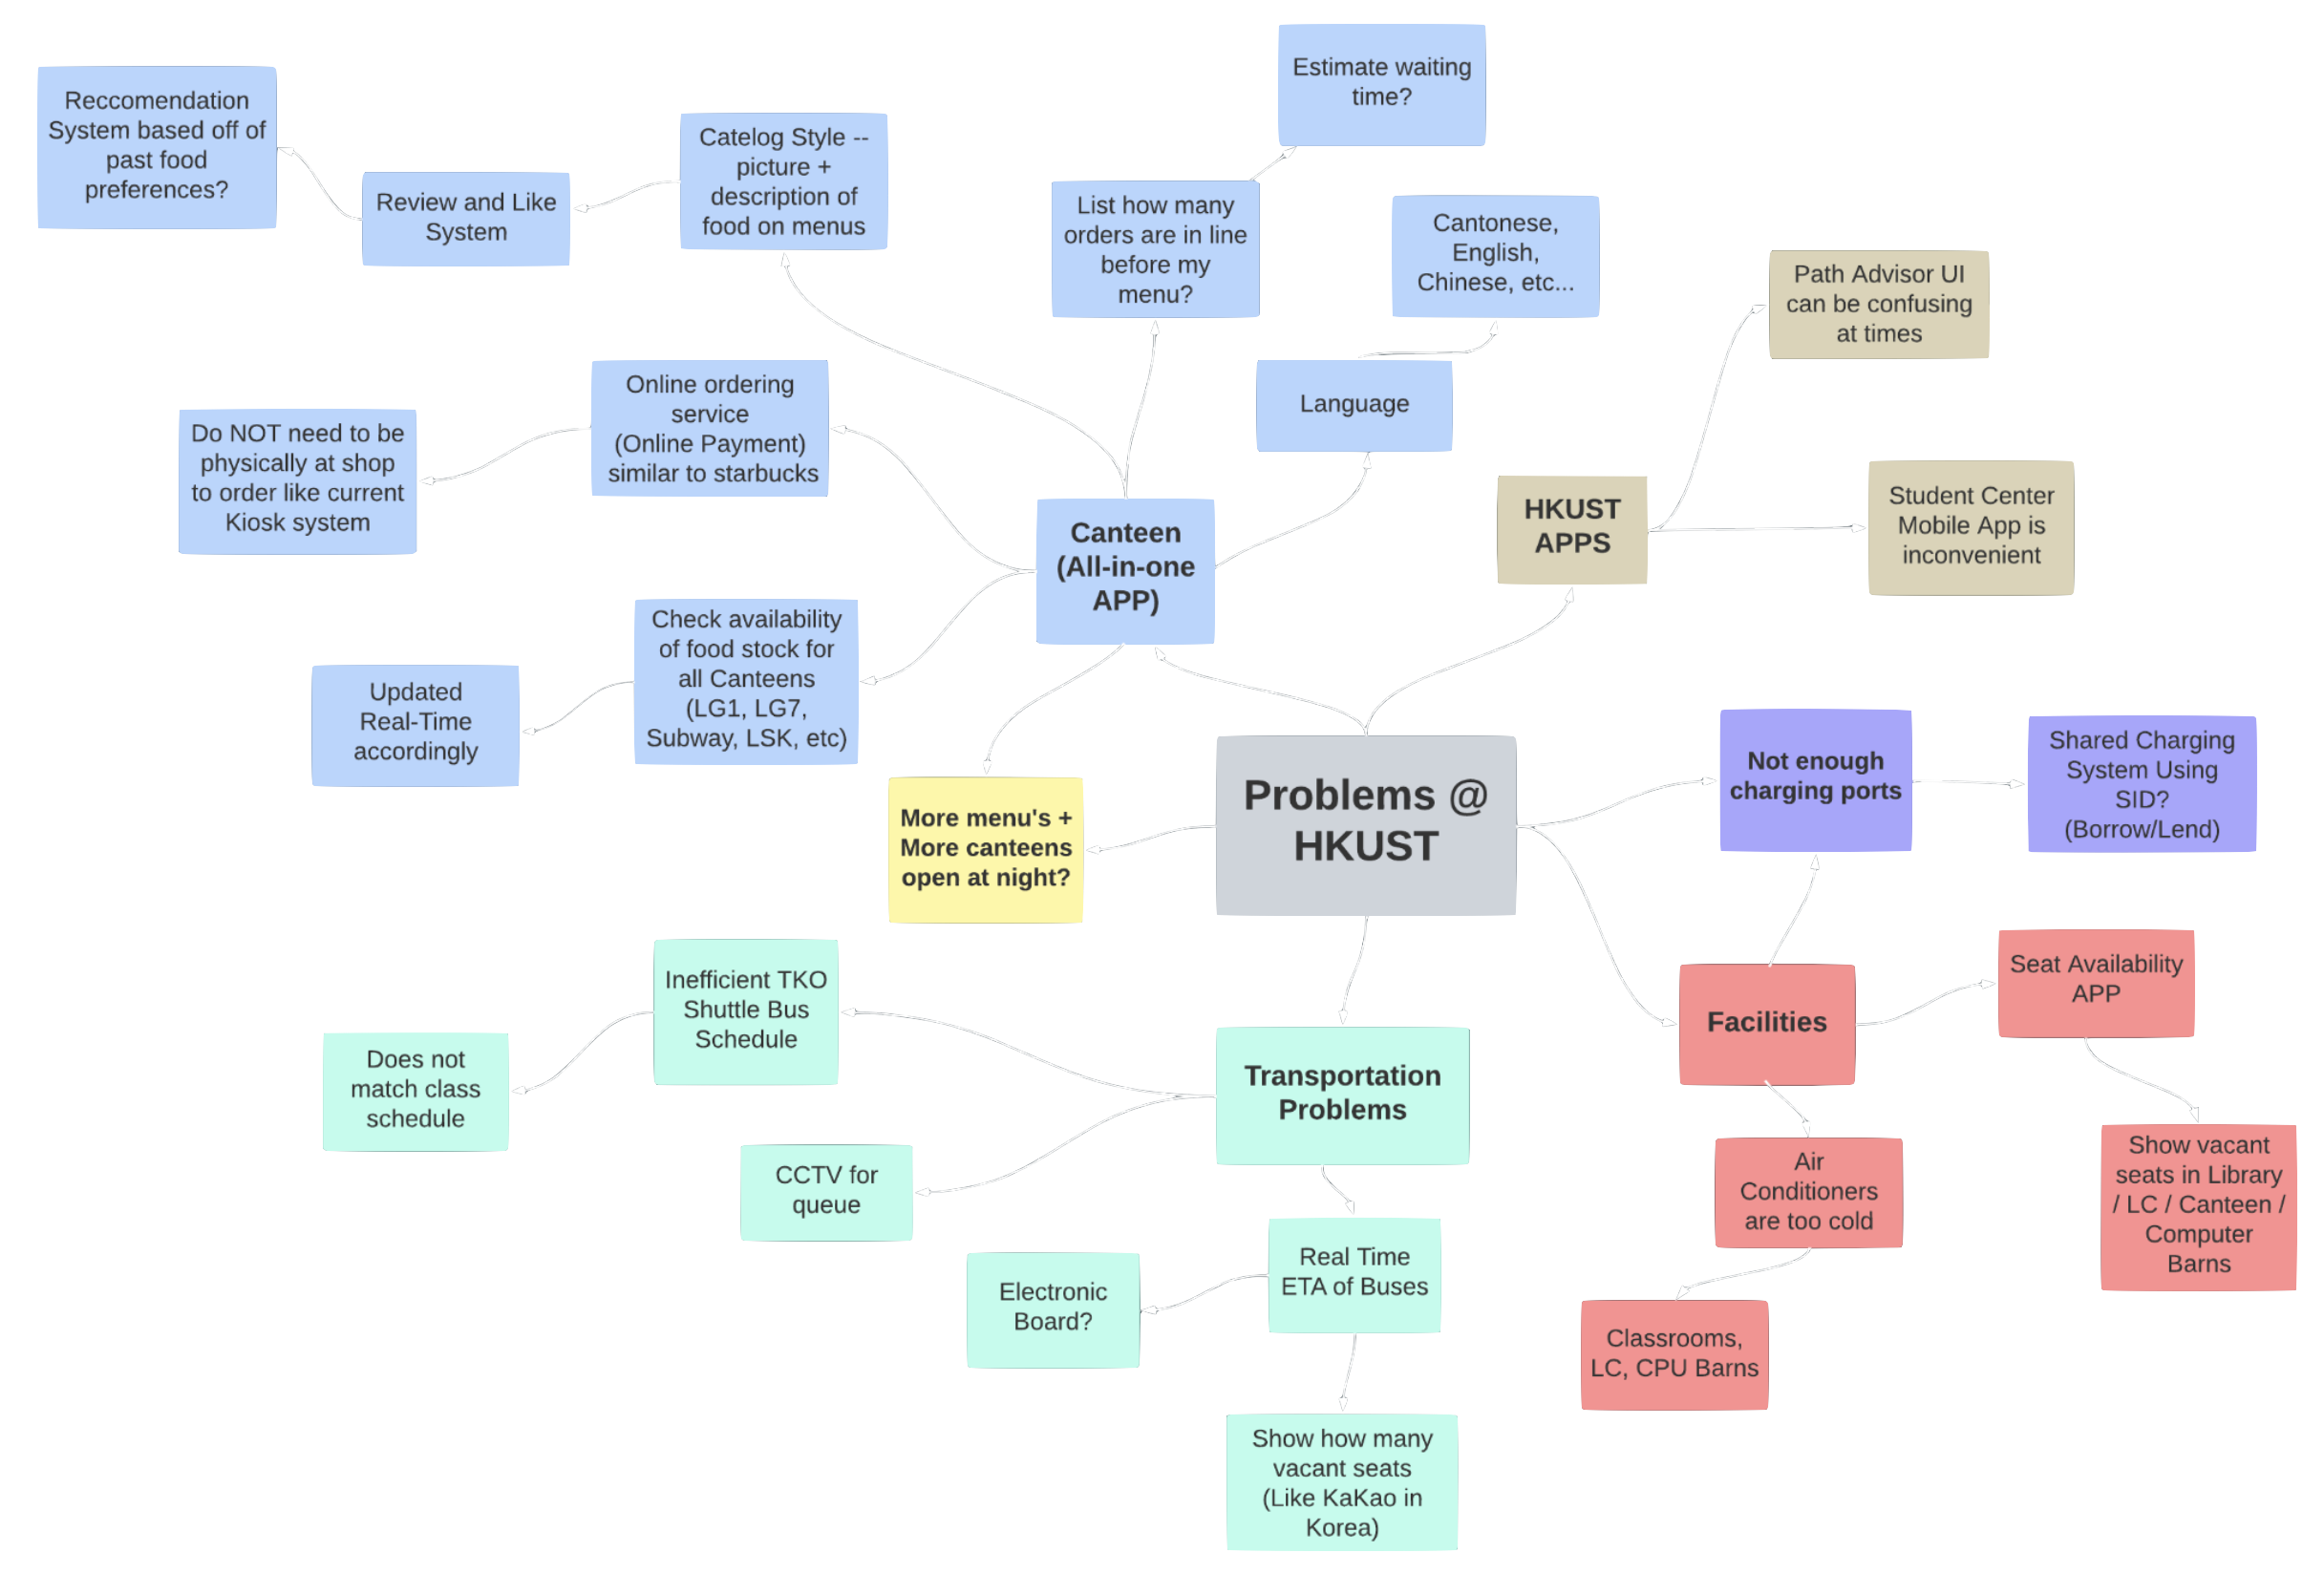 Estimate waiting
time?
Reccomendation
System based off of
past food
preferences?
Catelog Style --
picture +
description of
food on menus
Review and Like
System
List how many
orders are in line
before my
menu?
Cantonese,
English,
Chinese, etc...
Path Advisor UI
can be confusing
at times
Online ordering
service
(Online Payment)
similar to starbucks
Language
Do NOT need to be
physically at shop
to order like current
Kiosk system
Canteen
(All-in-one
APP)
HKUST
APPS
Student Center
Mobile App is
inconvenient
Check availability
of food stock for
all Canteens
(LG1, LG7,
Subway, LSK, etc)
Updated
Real-Time
accordingly
More menu's +
More canteens
open at night?
Problems @
HKUST
Not enough
charging ports
Shared Charging
System Using
SID?
(Borrow/Lend)
Inefficient TKO
Shuttle Bus
Schedule
Does not
match class
schedule
Transportation
Problems
Facilities
Seat Availability
APP
CCTV for
queue
Air
Conditioners
are too cold
Show vacant
seats in Library
/ LC / Canteen /
Computer
Barns
Real Time
ETA of Buses
Electronic
Board?
Classrooms,
LC, CPU Barns
Show how many
vacant seats
(Like KaKao in
Korea)